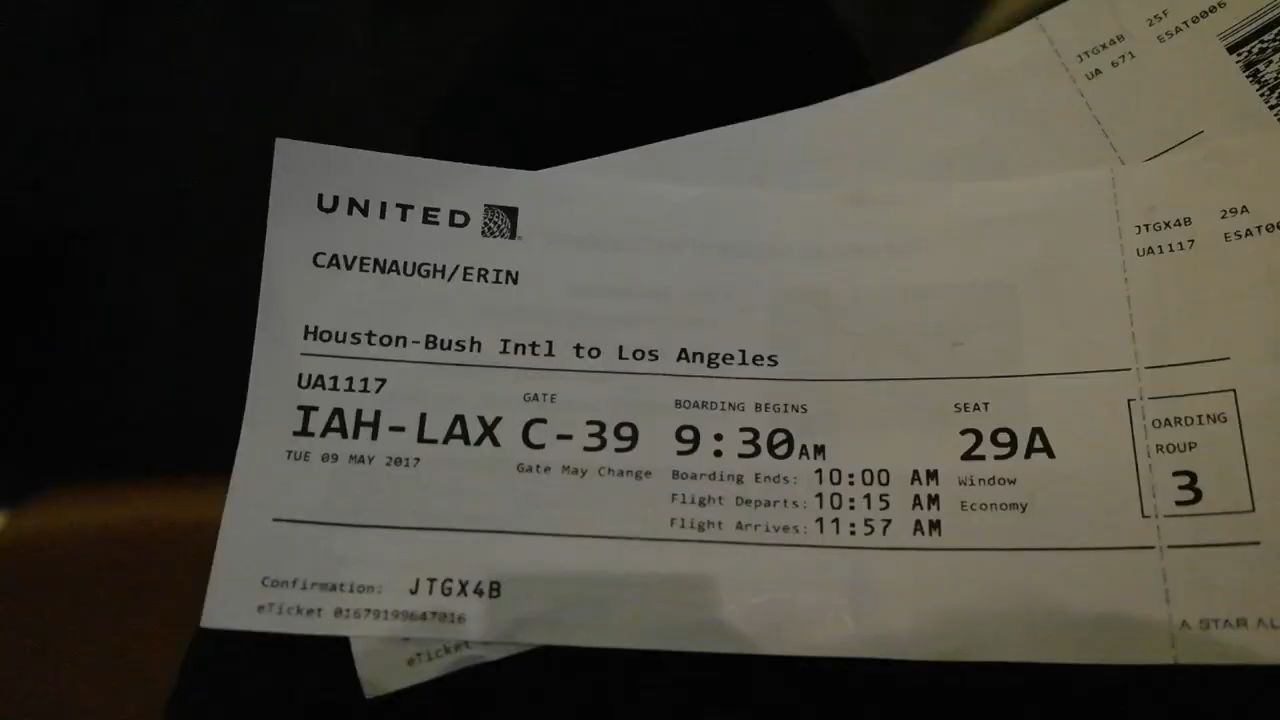 JTGX4B 25F
UA 671 ESAT0006
UNITED
CAVENAUGH/ERIN
JTGX4B 29A
UA1117 ESAT00
Houston-Bush Intl to Los Angeles
UA1117
IAH-LAX
TUE 09 MAY 2017
GATE
C-39
Gate May Change
BOARDING BEGINS
9:30AM
Boarding Ends: 10:00 AM
Flight Departs: 10:15 AM
Flight Arrives: 11:57 AM
SEAT
29A
Window
Economy
OARDING
ROUP
3
Confirmation: JTGX4B
eTicket 01679199647016
eTicket
A STAR AL